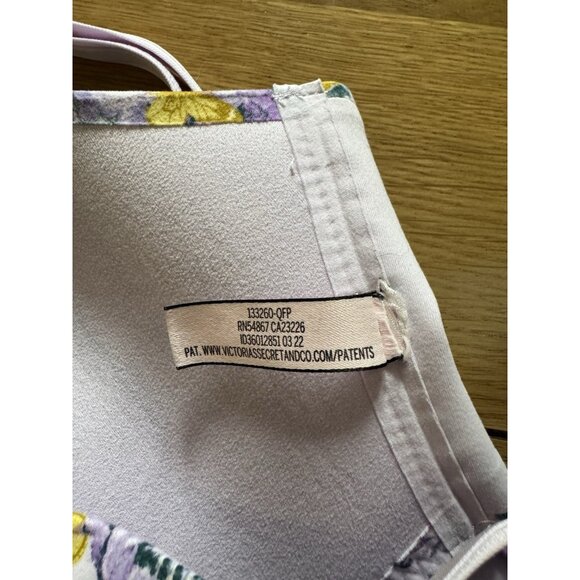 133260-QFP
RN54867 CA23226
ID36012851 03 22
PAT. WWW.VICTORIASSECRETANDCO.COM/PATENTS